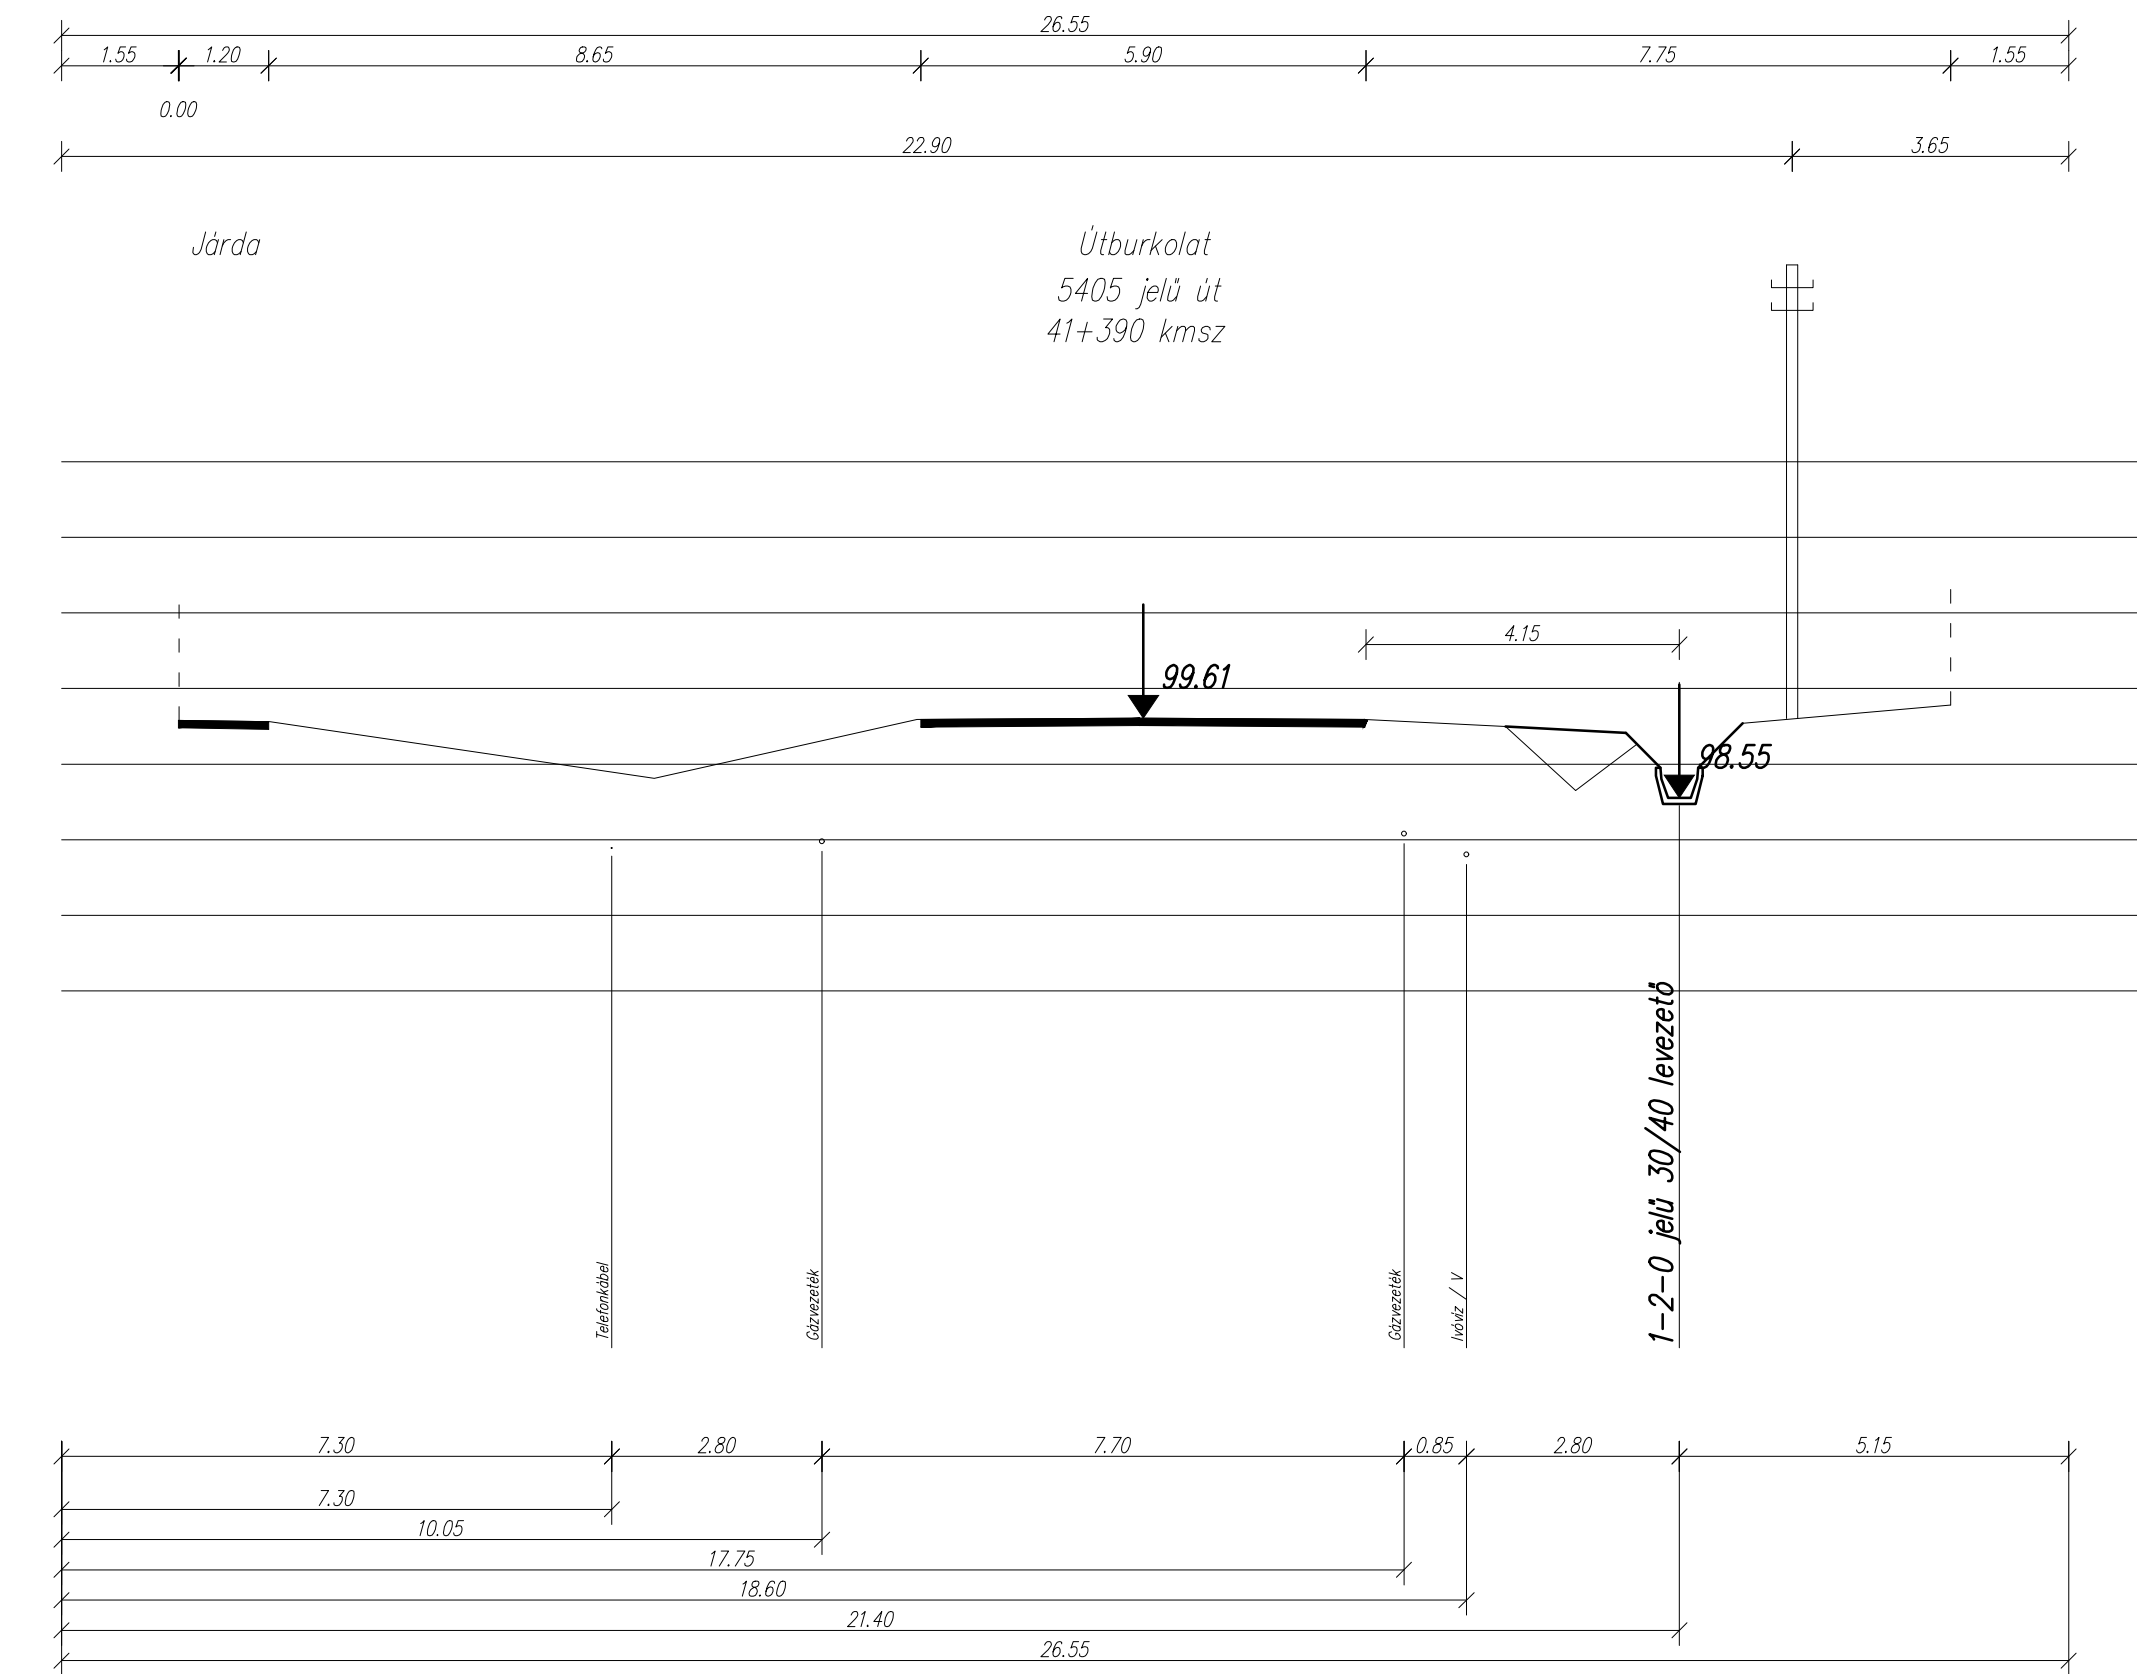 26.55
1.55 1.20 8.65 5.90 7.75 1.55
0.00
22.90 3.65
Járda
Útburkolat
5405 jelű út
41+390 kmsz
4.15
99.61
98.55
Telefonkábel
Gázvezeték
Gázvezeték
Ivóvíz / V
1-2-0 jelű 30/40 levezető
7.30 2.80 7.70 0.85 2.80 5.15
7.30
10.05
17.75
18.60
21.40
26.55